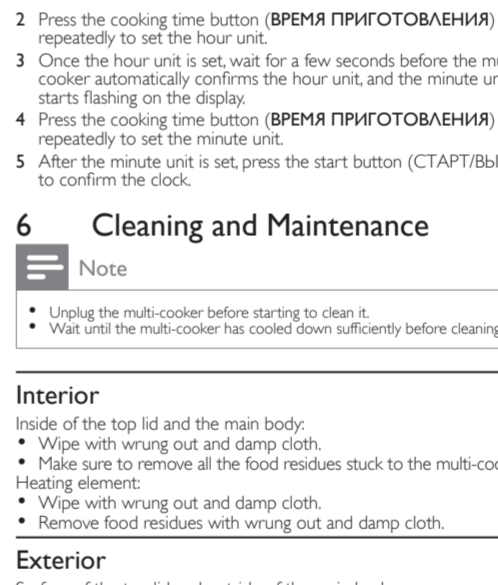 2 Press the cooking time button (ВРЕМЯ ПРИГОТОВЛЕНИЯ)
repeatedly to set the hour unit.
3 Once the hour unit is set, wait for a few seconds before the mu
cooker automatically confirms the hour unit, and the minute un
starts flashing on the display.
4 Press the cooking time button (ВРЕМЯ ПРИГОТОВЛЕНИЯ)
repeatedly to set the minute unit.
5 After the minute unit is set, press the start button (СТАРТ/ВЫ
to confirm the clock.
6 Cleaning and Maintenance
Note
• Unplug the multi-cooker before starting to clean it.
• Wait until the multi-cooker has cooled down sufficiently before cleaning
Interior
Inside of the top lid and the main body:
• Wipe with wrung out and damp cloth.
• Make sure to remove all the food residues stuck to the multi-coo
Heating element:
• Wipe with wrung out and damp cloth.
• Remove food residues with wrung out and damp cloth.
Exterior